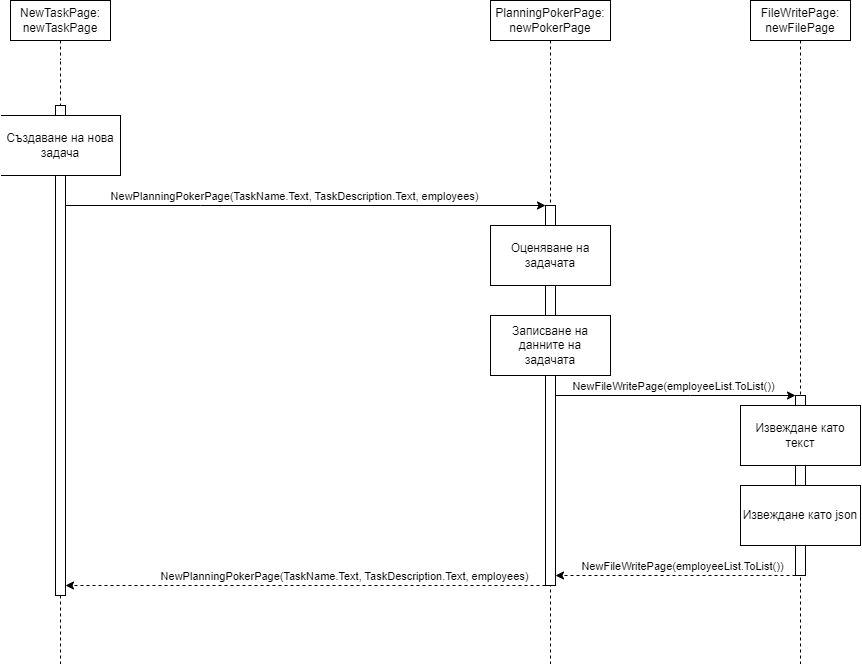 NewTaskPage:
newTaskPage
PlanningPokerPage:
newPokerPage
FileWritePage:
newFilePage
Създаване на нова
задача
NewPlanningPokerPage(TaskName.Text, TaskDescription.Text, employees)
Оценяване на
задачата
Записване на
данните на
задачата
NewFileWritePage(employeeList.ToList())
Извеждане като
текст
Извеждане като json
NewFileWritePage(employeeList.ToList())
NewPlanningPokerPage(TaskName.Text, TaskDescription.Text, employees)